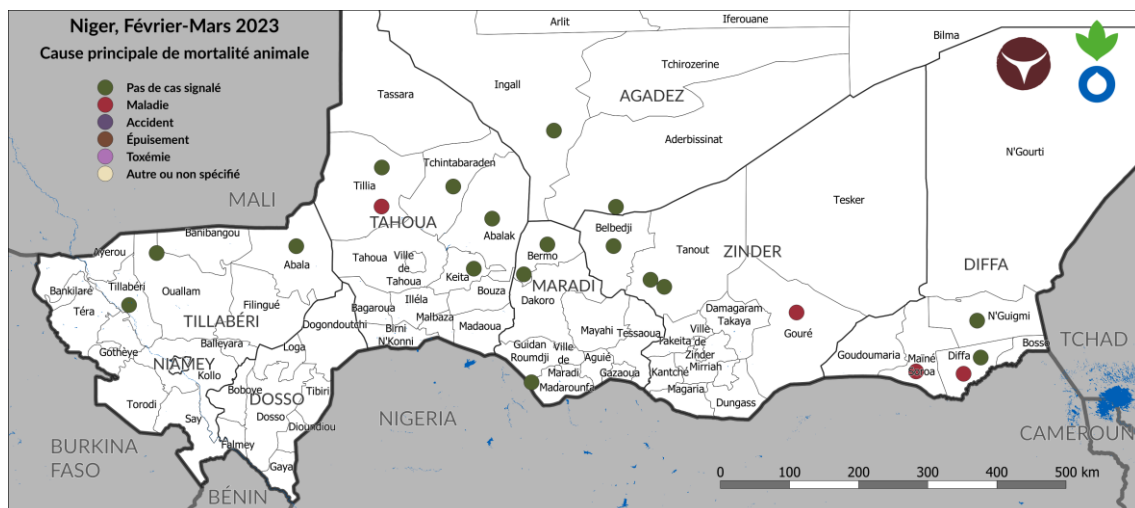 Niger, Février-Mars 2023
Cause principale de mortalité animale
Pas de cas signalé
Maladie
Accident
Épuisement
Toxémie
Autre ou non spécifié
Arlit
Iferouane
Bilma
Ingall
Tchirozerine
Tassara
AGADEZ
Aderbissinat
N'Gourti
Tchintabaraden
Tillia
MALI
Tesker
TAHOUA
Banibangou
Abalak
Belbedji
Ayerou
Abala
Bermo
Tanout
ZINDER
Tahoua
Ville
de
Tahoua
Keita
DIFFA
Bankilaré
Tillabéri
Ouallam
MARADI
Bouza
Téra
Filingué
Illéla
Dakoro
Bagaroua
Damagaram
Takaya
N'Guigmi
TILLABÉRI
Dogondoutchi
Malbaza
Birni
N'Konni
Madaoua
Mazahi
Tessaoua
Ville
Takeita de
Zinder
Gouré
TCHAD
Balleyara
Bosso
Gothèye
Loga
Guidan
Roumdji
Ville
de
Maradi
Aguié
Goudoumaria
Maïné
Soroa
Diffa
NIAMEY
Kollo
Gazaoua
Kantché
Mirriah
Madarounfa
Magaria
Boboye
Tibiri
DOSSO
Torodi
Dungass
Say
Dosso
Dioundiou
NIGERIA
CAMEROUN
BURKINA
FASO
Falmey
Gaya
BÉNIN
0 100 200 300 400 500 km